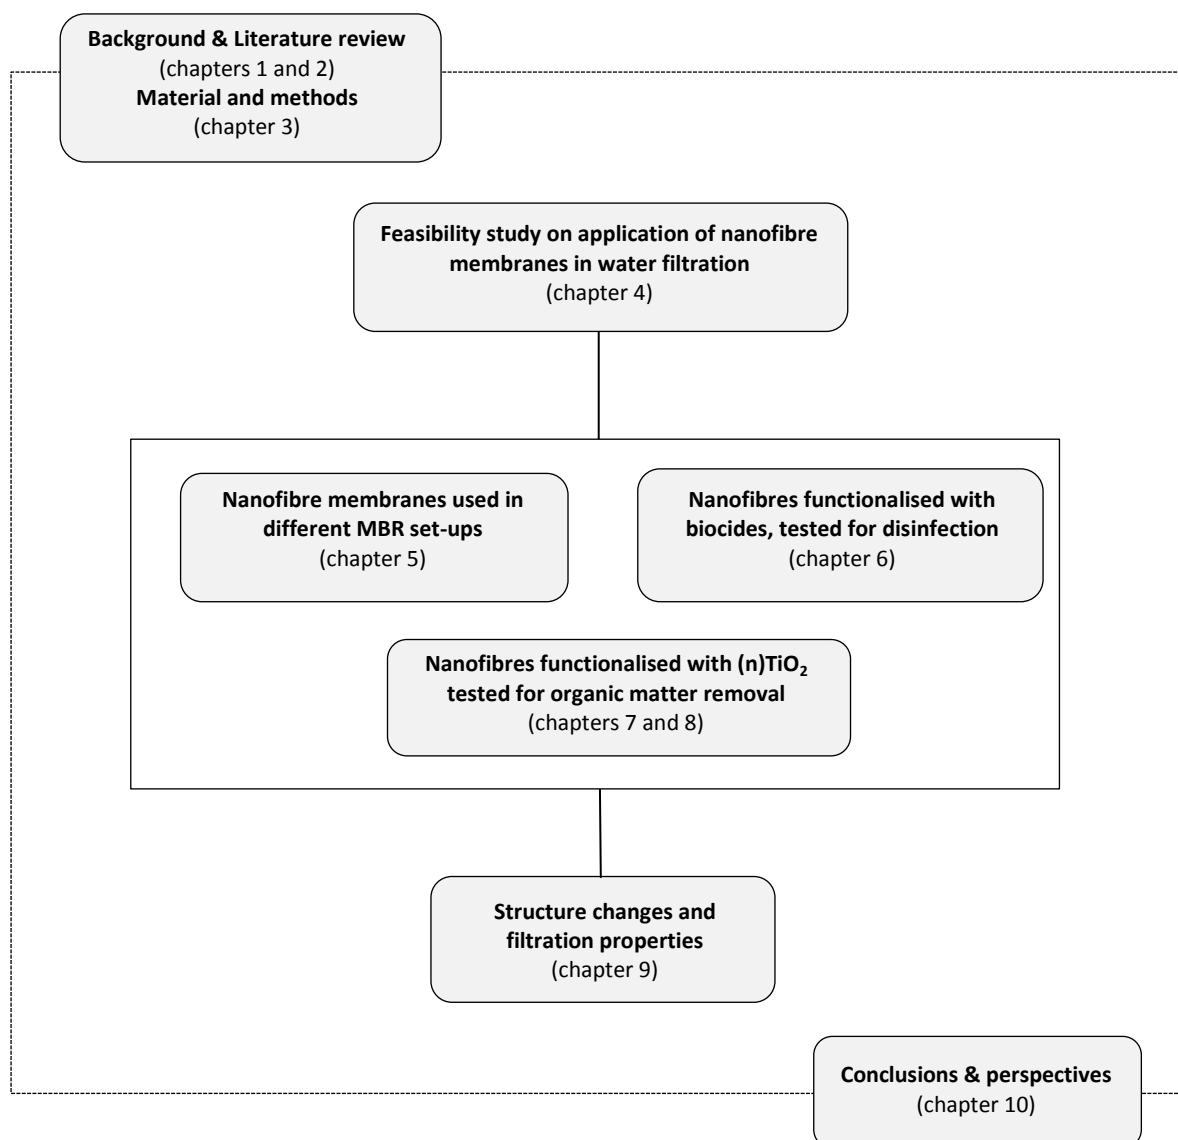 Background & Literature review
(chapters 1 and 2)
Material and methods
(chapter 3)
Feasibility study on application of nanofibre
membranes in water filtration
(chapter 4)
Nanofibre membranes used in
different MBR set-ups
(chapter 5)
Nanofibres functionalised with
biocides, tested for disinfection
(chapter 6)
Nanofibres functionalised with (n)TiO₂
tested for organic matter removal
(chapters 7 and 8)
Structure changes and
filtration properties
(chapter 9)
Conclusions & perspectives
(chapter 10)